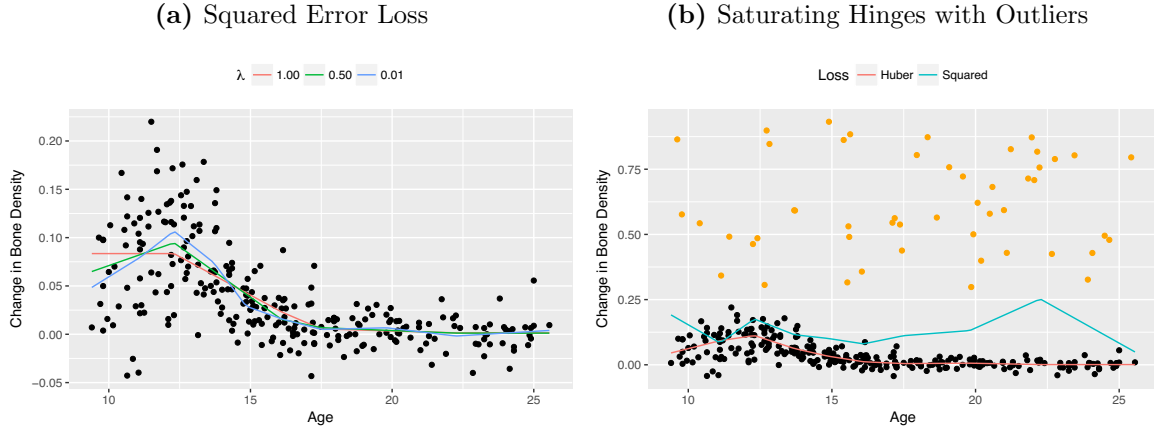 (a) Squared Error Loss
λ 1.00 0.50 0.01
Change in Bone Density
0.20
0.15
0.10
0.05
0.00
−0.05
10 15 20 25
Age
(b) Saturating Hinges with Outliers
Loss Huber Squared
Change in Bone Density
0.75
0.50
0.25
0.00
10 15 20 25
Age